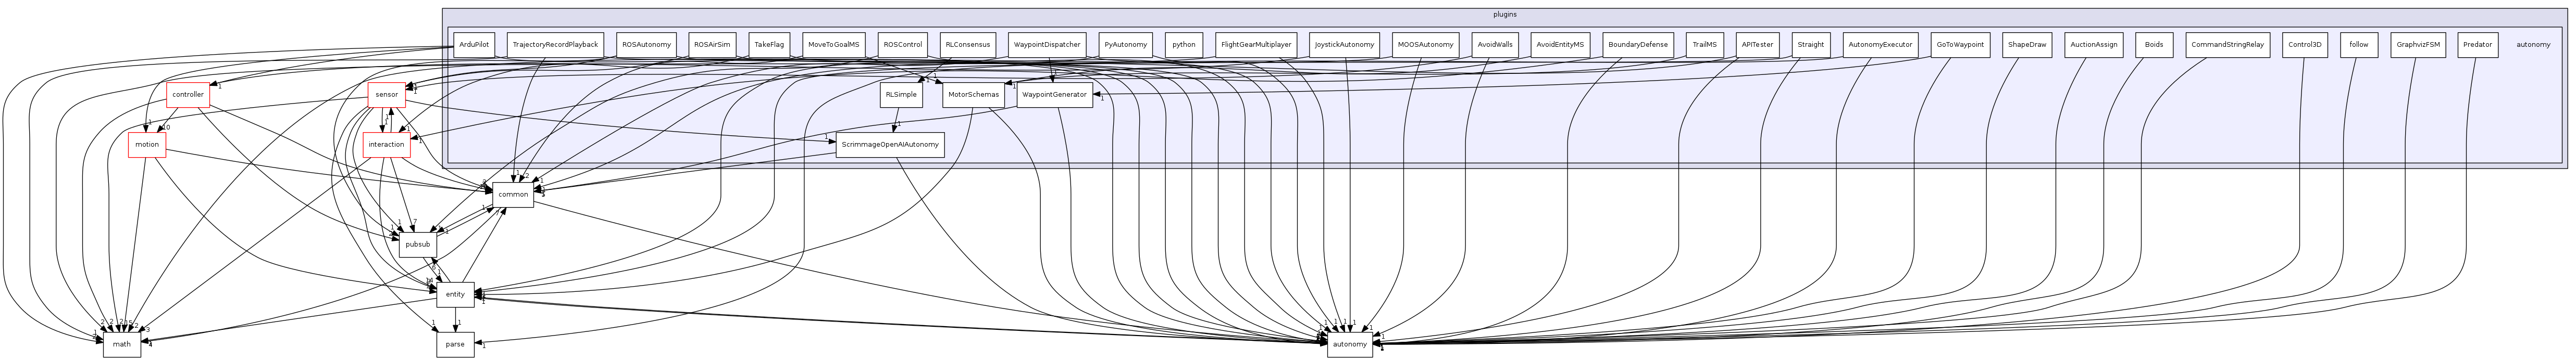 plugins
ArduPilot
TrajectoryRecordPlayback
ROSAutonomy
ROSAirSim
TakeFlag
MoveToGoalMS
ROSControl
RLConsensus
WaypointDispatcher
PyAutonomy
python
FlightGearMultiplayer
JoystickAutonomy
MOOSAutonomy
AvoidWalls
AvoidEntityMS
BoundaryDefense
TrailMS
APITester
Straight
AutonomyExecutor
GoToWaypoint
ShapeDraw
AuctionAssign
Boids
CommandStringRelay
Control3D
follow
GraphvizFSM
Predator
autonomy
controller
sensor
RLSimple
MotorSchemas
WaypointGenerator
motion
interaction
ScrimmageOpenAIAutonomy
common
pubsub
entity
math
parse
autonomy